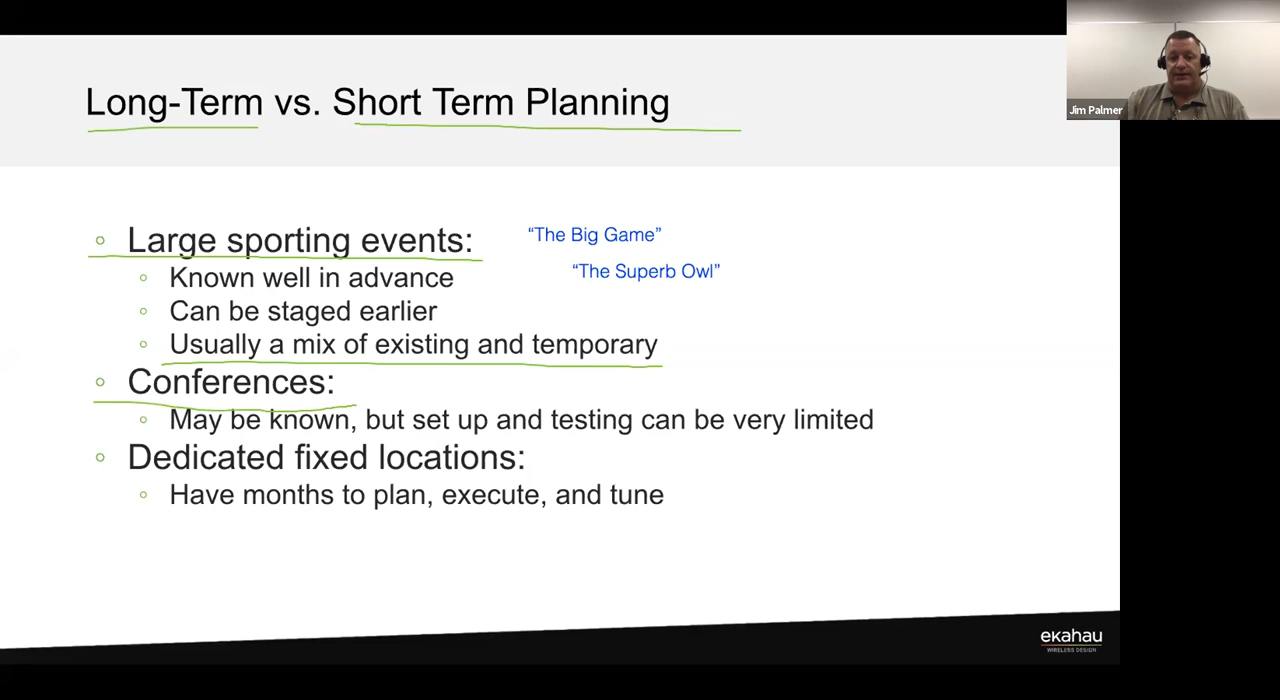 Jim Palmer
Long-Term vs. Short Term Planning
Large sporting events:
“The Big Game”
“The Superb Owl”
Known well in advance
Can be staged earlier
Usually a mix of existing and temporary
Conferences:
May be known, but set up and testing can be very limited
Dedicated fixed locations:
Have months to plan, execute, and tune
ekahau
WIRELESS DESIGN